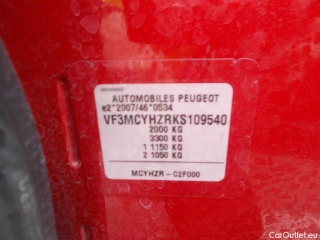 AUTOMOBILES PEUGEOT
e2*2007/46*0534
VF3MCYHZRKS109540
2000 KG
3300 KG
1 1150 KG
2 1050 KG
MCYHZR-C2F000
CarOutlet.eu